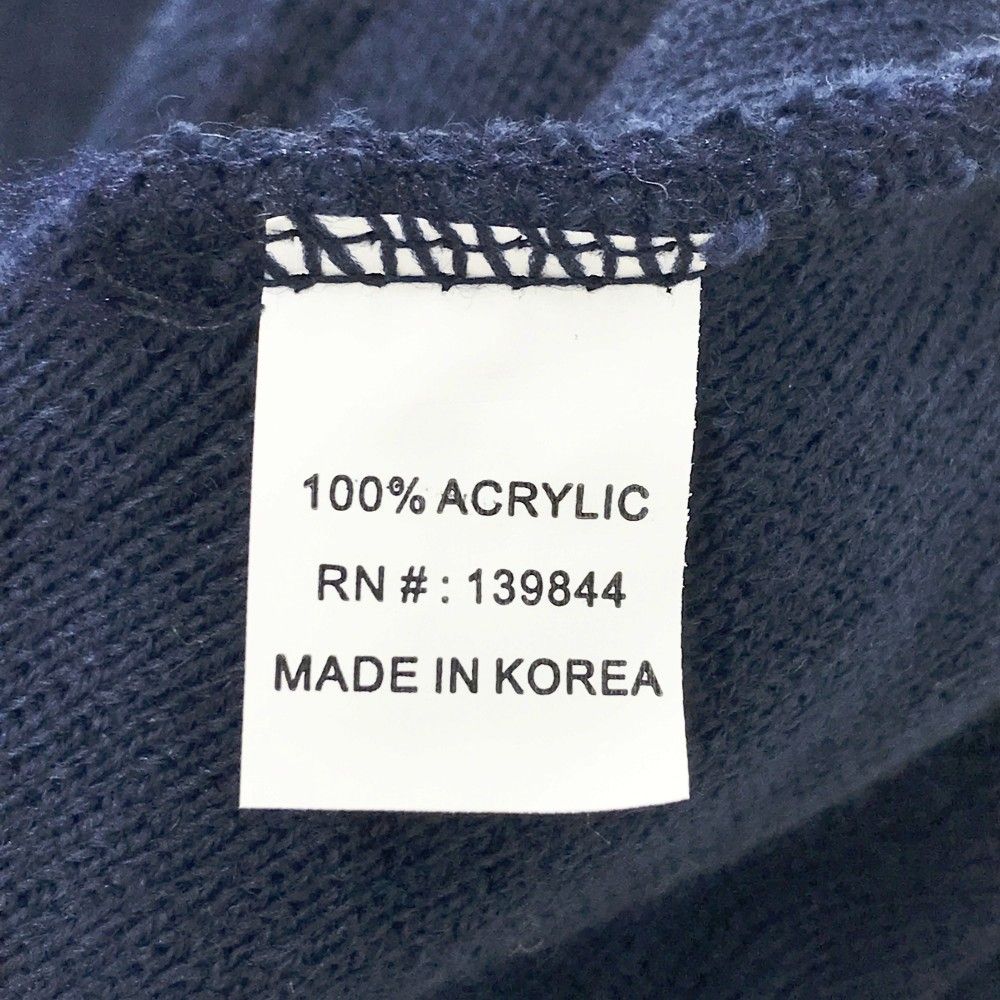 100% ACRYLIC
RN # : 139844
MADE IN KOREA